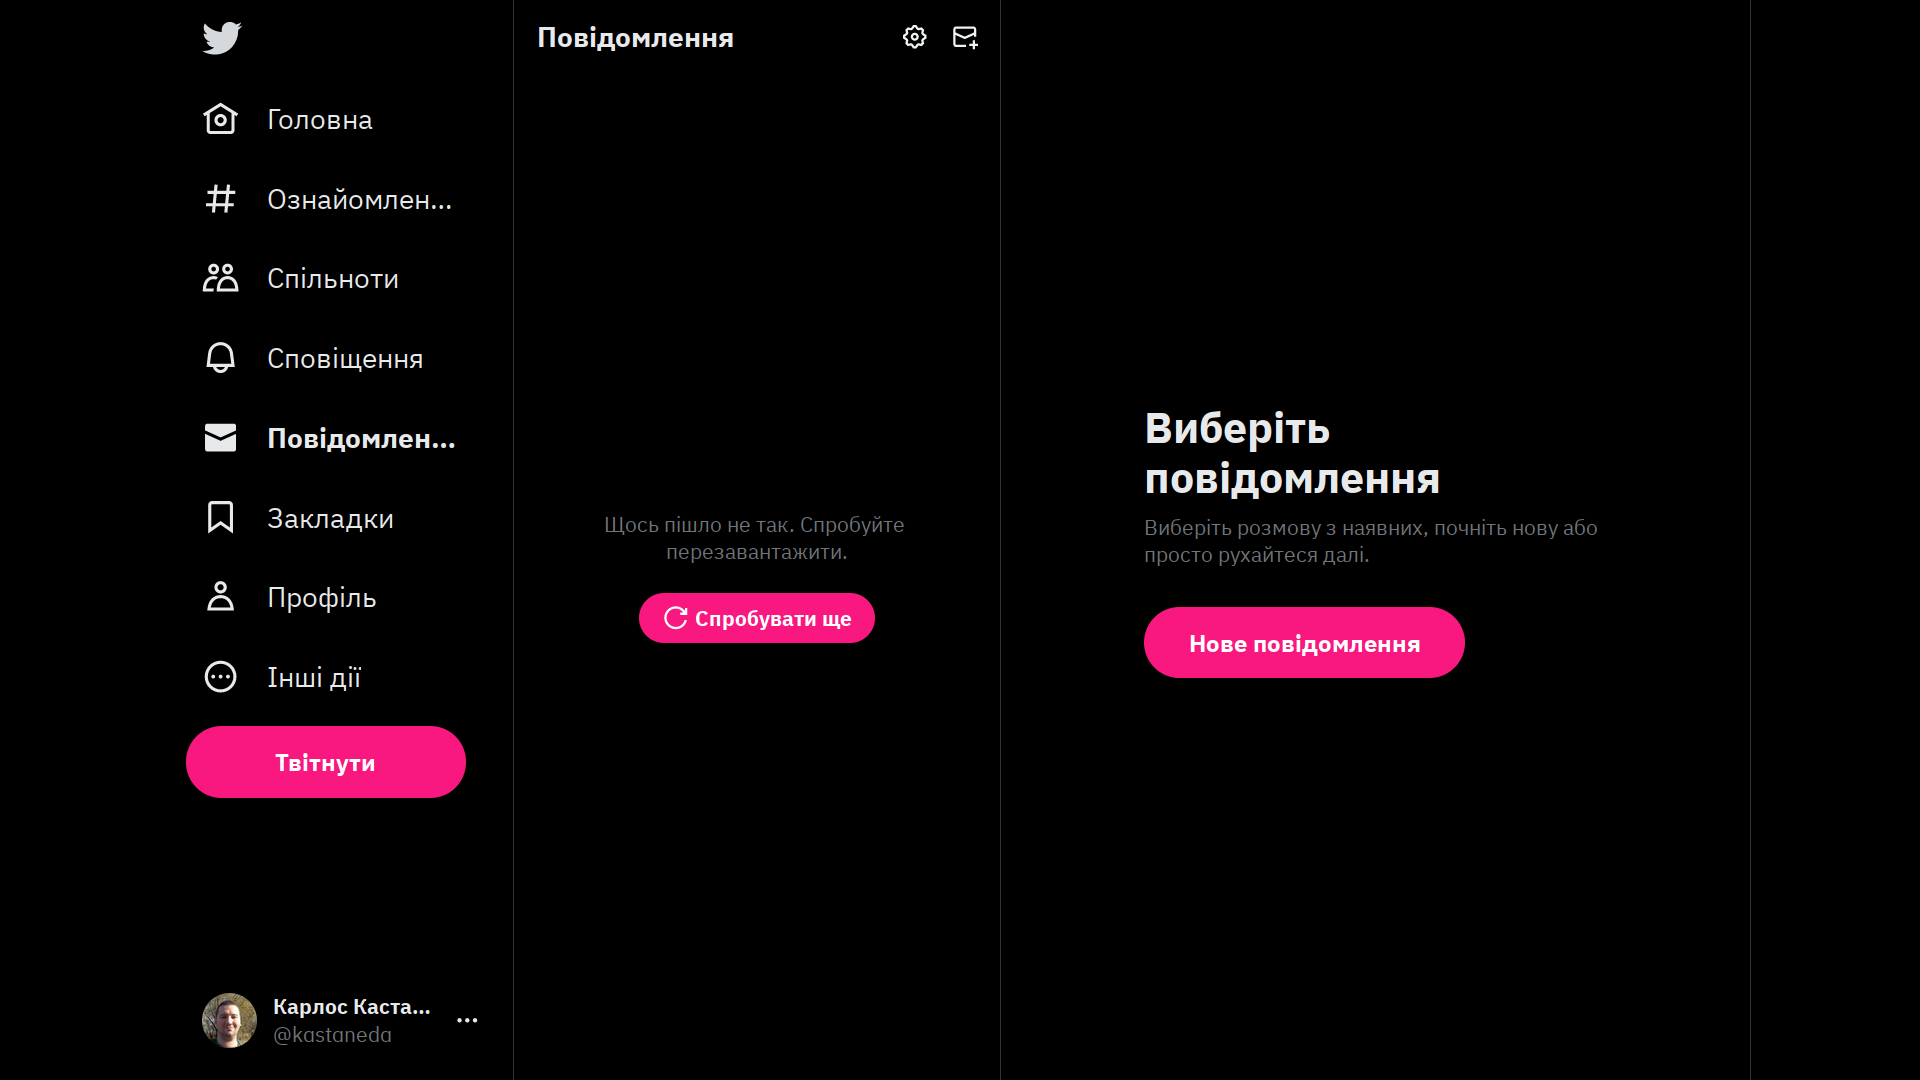 Головна
Ознайомлен...
Спільноти
Сповіщення
Повідомлен...
Закладки
Профіль
Інші дії
Твітнути
Карлос Каста...
@kastaneda
Повідомлення
Щось пішло не так. Спробуйте
перезавантажити.
Спробувати ще
Виберіть
повідомлення
Виберіть розмову з наявних, почніть нову або
просто рухайтеся далі.
Нове повідомлення